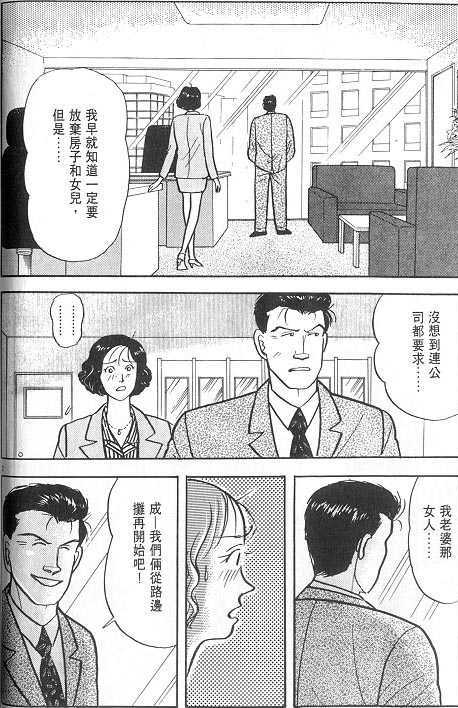 我早就知道一定要
放棄房子和女兒，
但是……
沒想到連公
司都要求……
……
我老婆那
女人……
成—我們倆從路邊
攤再開始吧！